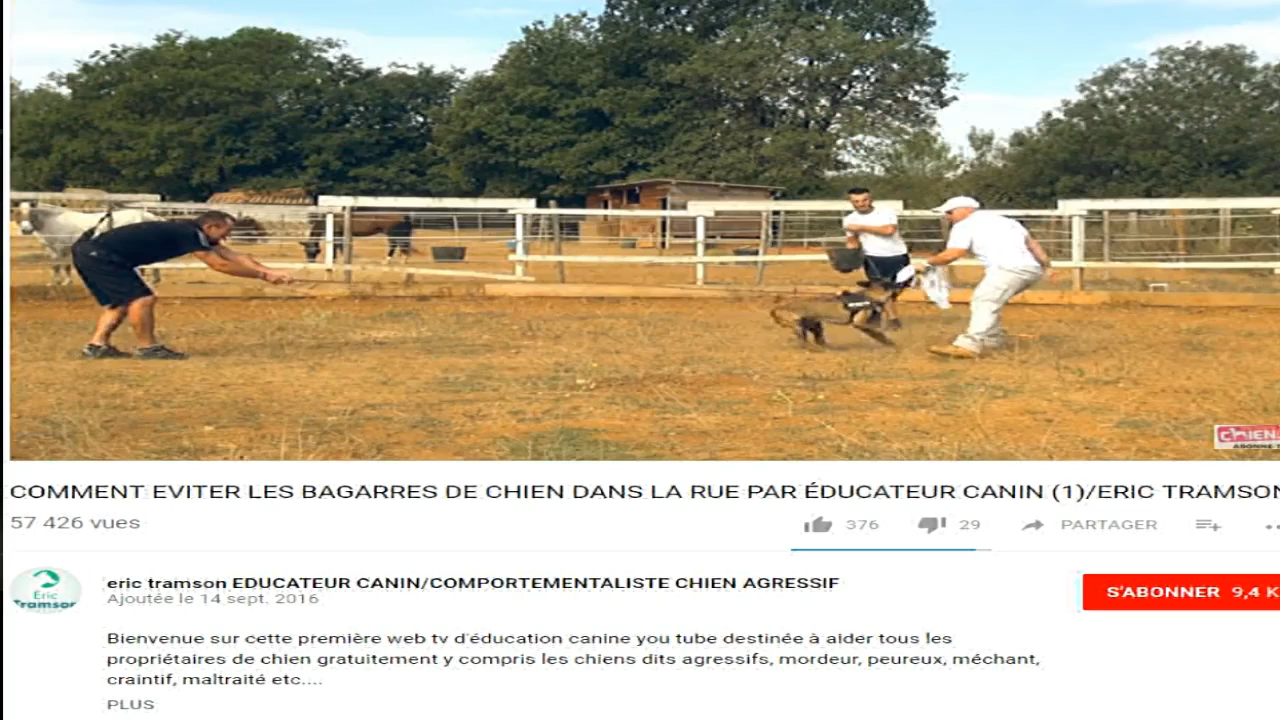 CHIEN
ABONNE
COMMENT EVITER LES BAGARRES DE CHIEN DANS LA RUE PAR ÉDUCATEUR CANIN (1)/ERIC TRAMSON
57 426 vues
376 29 PARTAGER
Eric
Tramson
eric tramson EDUCATEUR CANIN/COMPORTEMENTALISTE CHIEN AGRESSIF
Ajoutée le 14 sept. 2016
S'ABONNER 9,4 K
Bienvenue sur cette première web tv d'éducation canine you tube destinée à aider tous les
propriétaires de chien gratuitement y compris les chiens dits agressifs, mordeur, peureux, méchant,
craintif, maltraité etc....
PLUS